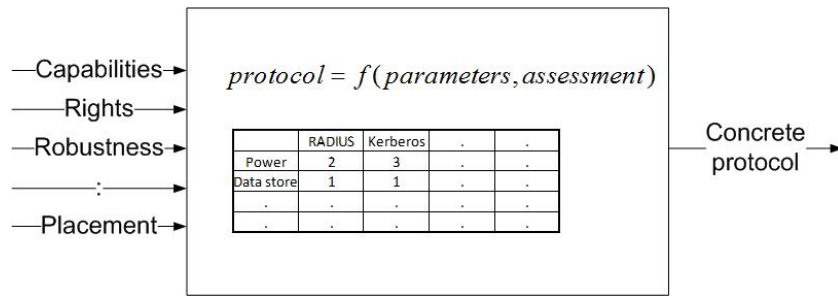 Capabilities
Rights
Robustness
:
Placement
protocol = f(parameters,assessment)
RADIUS Kerberos . .
Power 2 3 . .
Data store 1 1 . .
. . . . .
. . . . .
Concrete
protocol